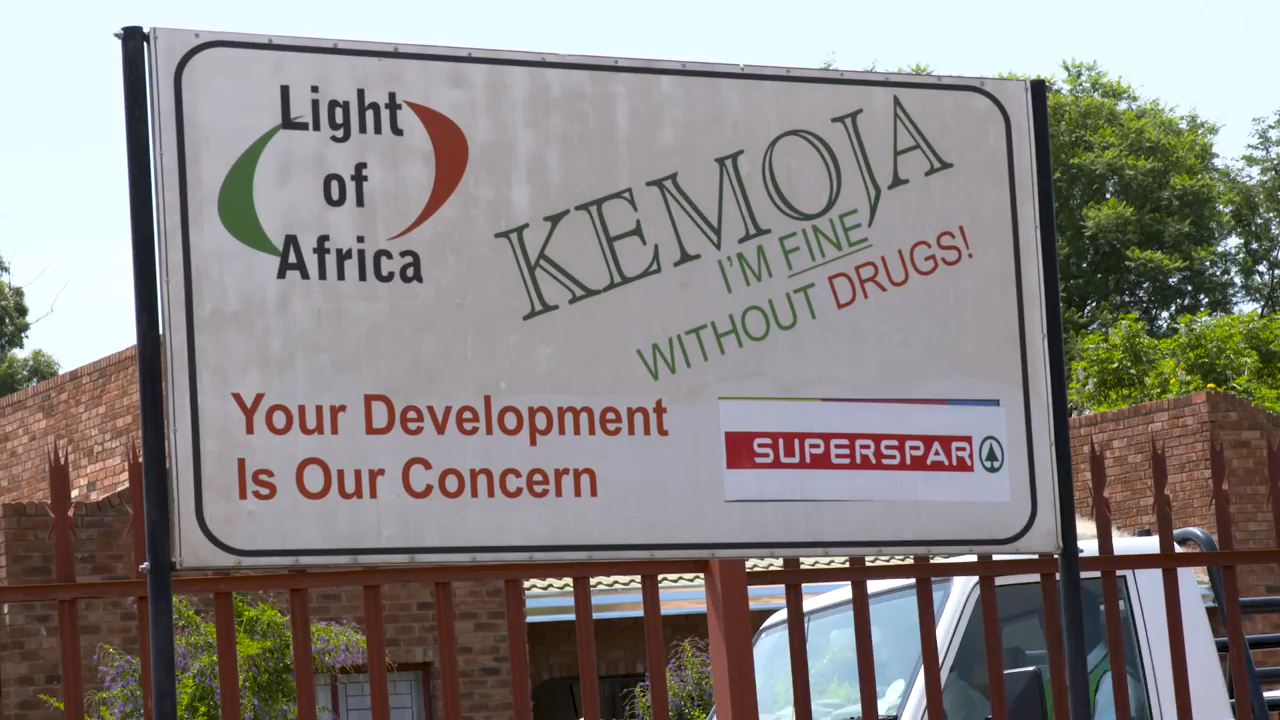 Light
of
Africa
KEMOJA
I'M FINE
WITHOUT DRUGS!
Your Development
Is Our Concern
SUPERSPAR